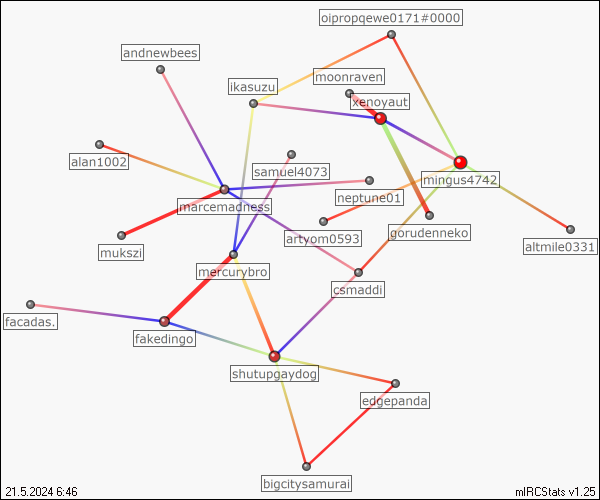 oipropqewe0171#0000
andnewbees
moonraven
ikasuzu
xenoyaut
alan1002
samuel4073
mingus4742
neptune01
marcemadness
mukszi
artyom0593
gorudenneko
altmile0331
mercurybro
csmaddi
facadas.
fakedingo
shutupgaydog
edgepanda
bigcitysamurai
21.5.2024 6:46
mIRCStats v1.25